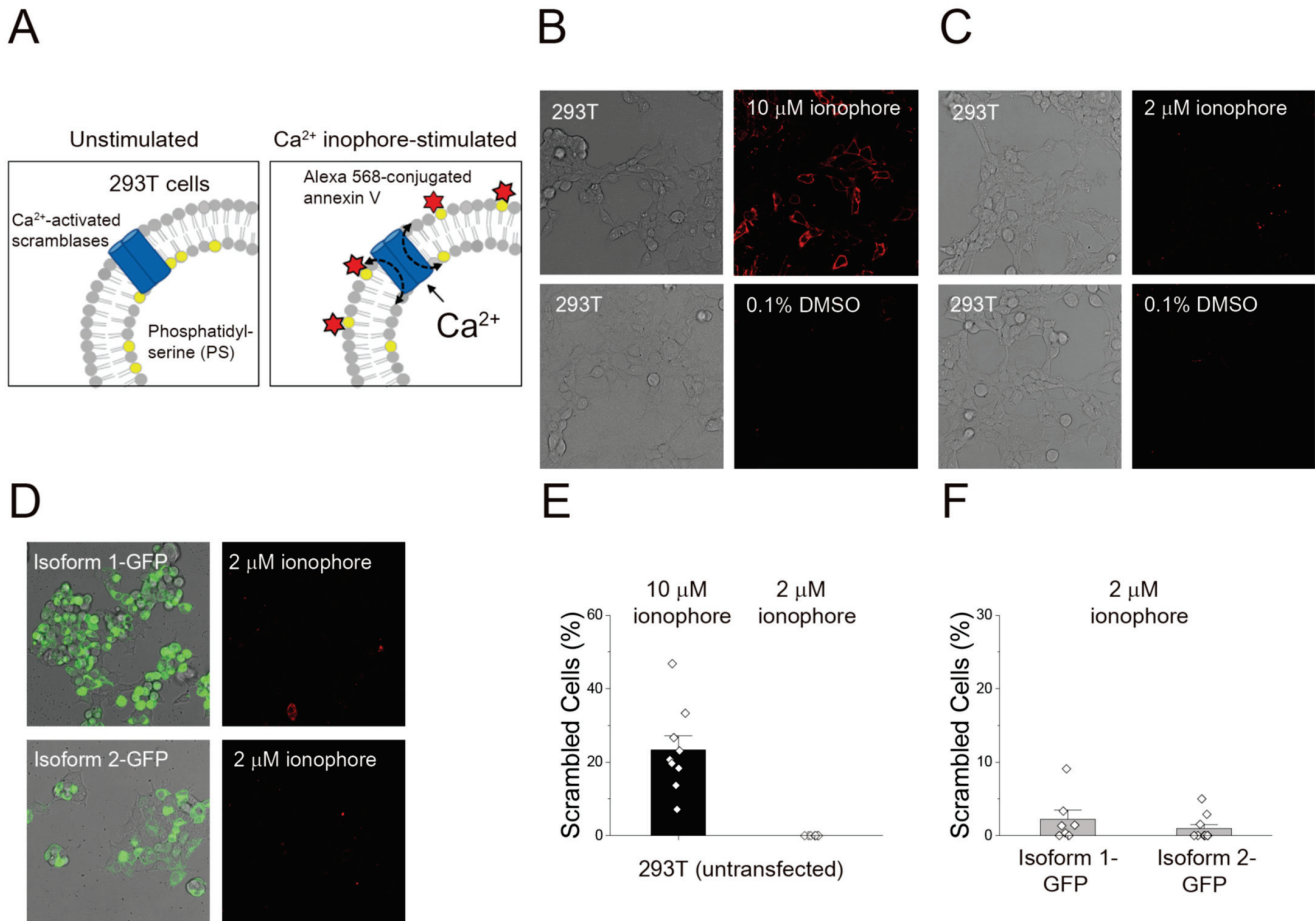 A
Unstimulated
293T cells
Ca²⁺-activated
scramblases
Phosphatidyl-
serine (PS)
Ca²⁺ inophore-stimulated
Alexa 568-conjugated
annexin V
Ca²⁺
B
293T
10 μM ionophore
293T
0.1% DMSO
C
293T
2 μM ionophore
293T
0.1% DMSO
D
Isoform 1-GFP
2 μM ionophore
Isoform 2-GFP
2 μM ionophore
E
10 μM
ionophore
2 μM
ionophore
Scrambled Cells (%)
60
40
20
0
293T (untransfected)
F
2 μM
ionophore
Scrambled Cells (%)
30
20
10
0
Isoform 1-
GFP
Isoform 2-
GFP